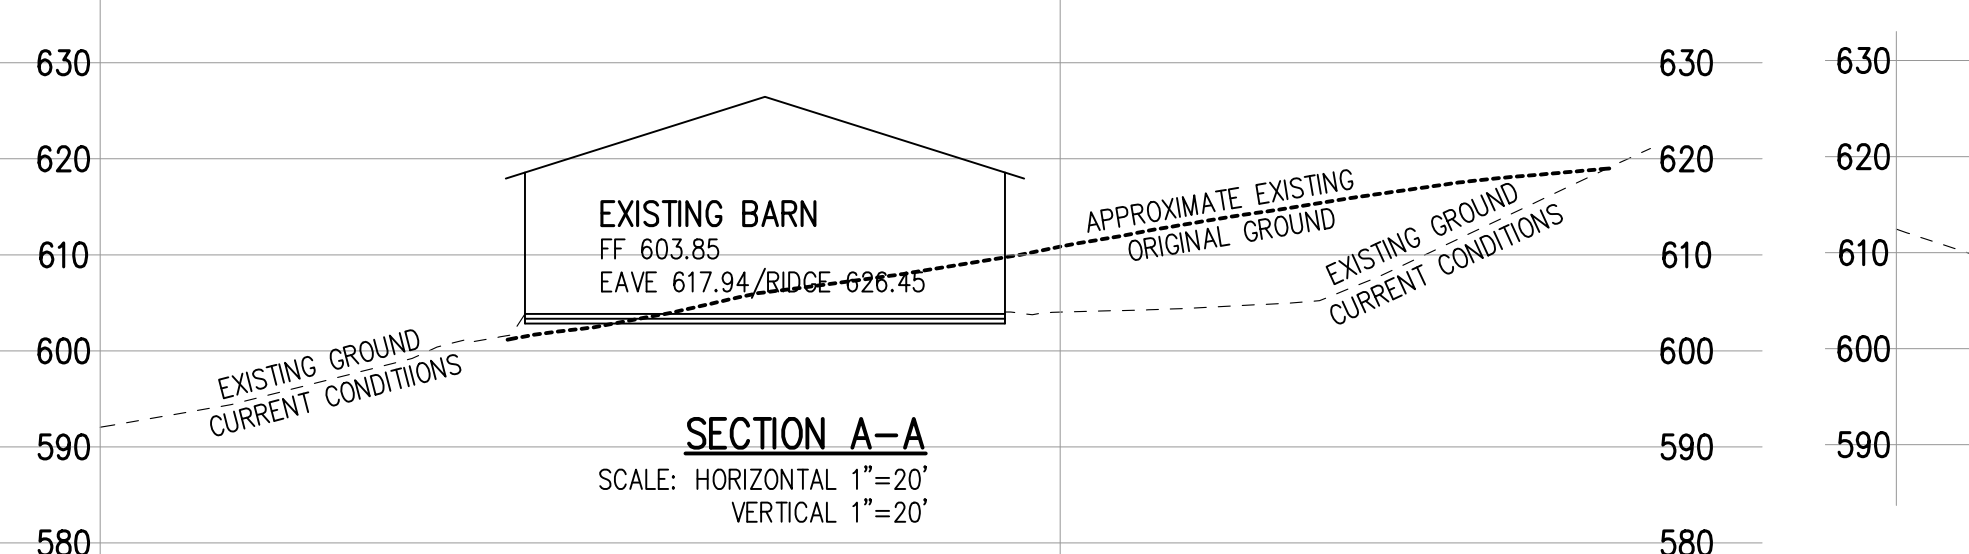 630
630
630
620
620
620
610
610
610
600
600
600
590
590
590
580
580
EXISTING BARN
FF 603.85
EAVE 617.94/RIDGE 626.45
APPROXIMATE EXISTING
ORIGINAL GROUND
EXISTING GROUND
CURRENT CONDITIONS
EXISTING GROUND
CURRENT CONDITIIONS
SECTION A-A
SCALE: HORIZONTAL 1"=20'
VERTICAL 1"=20'